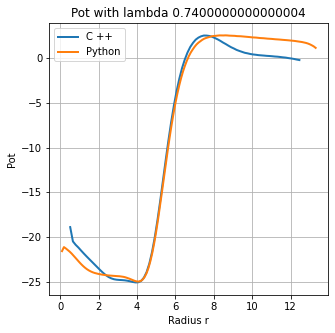 Pot with lambda 0.7400000000000004
C ++
Python
Pot
0
−5
−10
−15
−20
−25
0 2 4 6 8 10 12
Radius r